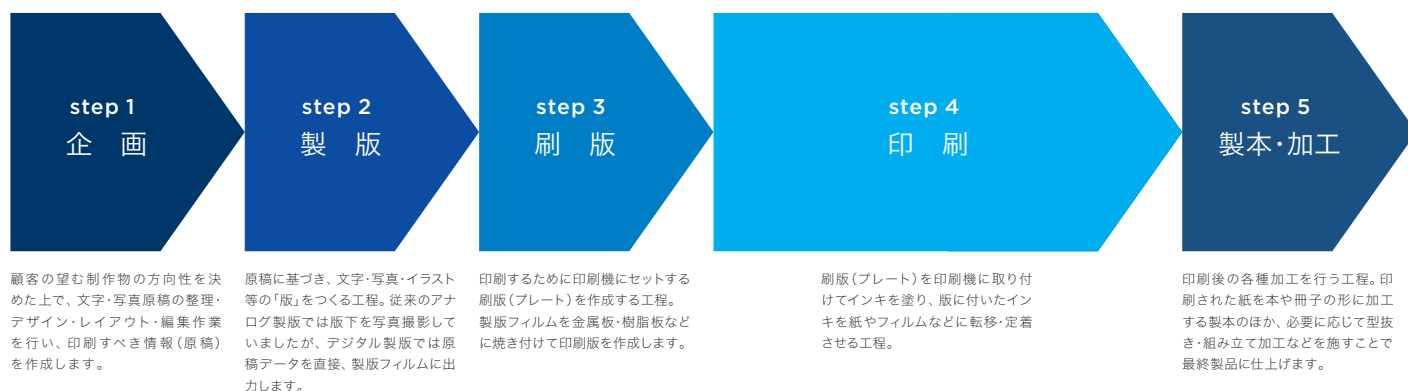 step 1
企 画
step 2
製 版
step 3
刷 版
step 4
印 刷
step 5
製本・加工
顧客の望む制作物の方向性を決
めた上で、文字・写真原稿の整理・
デザイン・レイアウト・編集作業
を行い、印刷すべき情報(原稿)
を作成します。
原稿に基づき、文字・写真・イラスト
等の「版」をつくる工程。従来のアナ
ログ製版では版下を写真撮影して
いましたが、デジタル製版では原
稿データを直接、製版フィルムに出
力します。
印刷するために印刷機にセットする
刷版(プレート)を作成する工程。
製版フィルムを金属板・樹脂板など
に焼き付けて印刷版を作成します。
刷版(プレート)を印刷機に取り付
けてインキを塗り、版に付いたイン
キを紙やフィルムなどに転移・定着
させる工程。
印刷後の各種加工を行う工程。印
刷された紙を本や冊子の形に加工
する製本のほか、必要に応じて型抜
き・組み立て加工などを施すことで
最終製品に仕上げます。